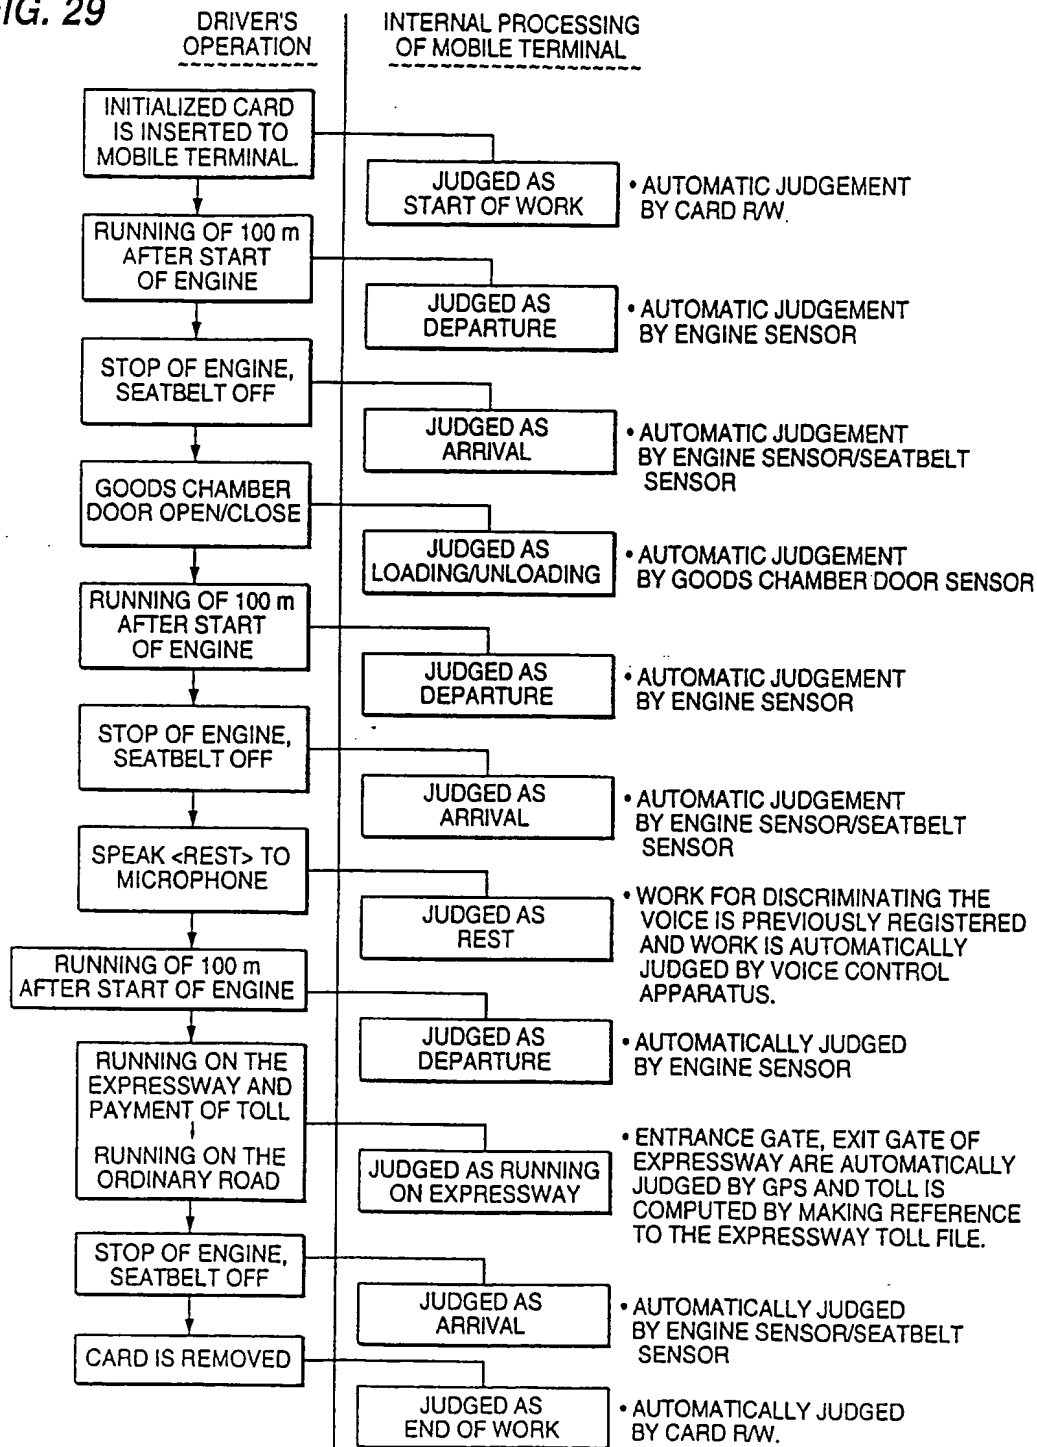 FIG. 29
DRIVER'S
OPERATION
INTERNAL PROCESSING
OF MOBILE TERMINAL
INITIALIZED CARD
IS INSERTED TO
MOBILE TERMINAL.
JUDGED AS
START OF WORK
• AUTOMATIC JUDGEMENT
BY CARD R/W.
RUNNING OF 100 m
AFTER START
OF ENGINE
JUDGED AS
DEPARTURE
• AUTOMATIC JUDGEMENT
BY ENGINE SENSOR
STOP OF ENGINE,
SEATBELT OFF
JUDGED AS
ARRIVAL
• AUTOMATIC JUDGEMENT
BY ENGINE SENSOR/SEATBELT
SENSOR
GOODS CHAMBER
DOOR OPEN/CLOSE
JUDGED AS
LOADING/UNLOADING
• AUTOMATIC JUDGEMENT
BY GOODS CHAMBER DOOR SENSOR
RUNNING OF 100 m
AFTER START
OF ENGINE
JUDGED AS
DEPARTURE
• AUTOMATIC JUDGEMENT
BY ENGINE SENSOR
STOP OF ENGINE,
SEATBELT OFF
JUDGED AS
ARRIVAL
• AUTOMATIC JUDGEMENT
BY ENGINE SENSOR/SEATBELT
SENSOR
SPEAK <REST> TO
MICROPHONE
JUDGED AS
REST
• WORK FOR DISCRIMINATING THE
VOICE IS PREVIOUSLY REGISTERED
AND WORK IS AUTOMATICALLY
JUDGED BY VOICE CONTROL
APPARATUS.
RUNNING OF 100 m
AFTER START OF ENGINE
JUDGED AS
DEPARTURE
• AUTOMATICALLY JUDGED
BY ENGINE SENSOR
RUNNING ON THE
EXPRESSWAY AND
PAYMENT OF TOLL
RUNNING ON THE
ORDINARY ROAD
JUDGED AS RUNNING
ON EXPRESSWAY
• ENTRANCE GATE, EXIT GATE OF
EXPRESSWAY ARE AUTOMATICALLY
JUDGED BY GPS AND TOLL IS
COMPUTED BY MAKING REFERENCE
TO THE EXPRESSWAY TOLL FILE.
STOP OF ENGINE,
SEATBELT OFF
JUDGED AS
ARRIVAL
• AUTOMATICALLY JUDGED
BY ENGINE SENSOR/SEATBELT
SENSOR
CARD IS REMOVED
JUDGED AS
END OF WORK
• AUTOMATICALLY JUDGED
BY CARD R/W.